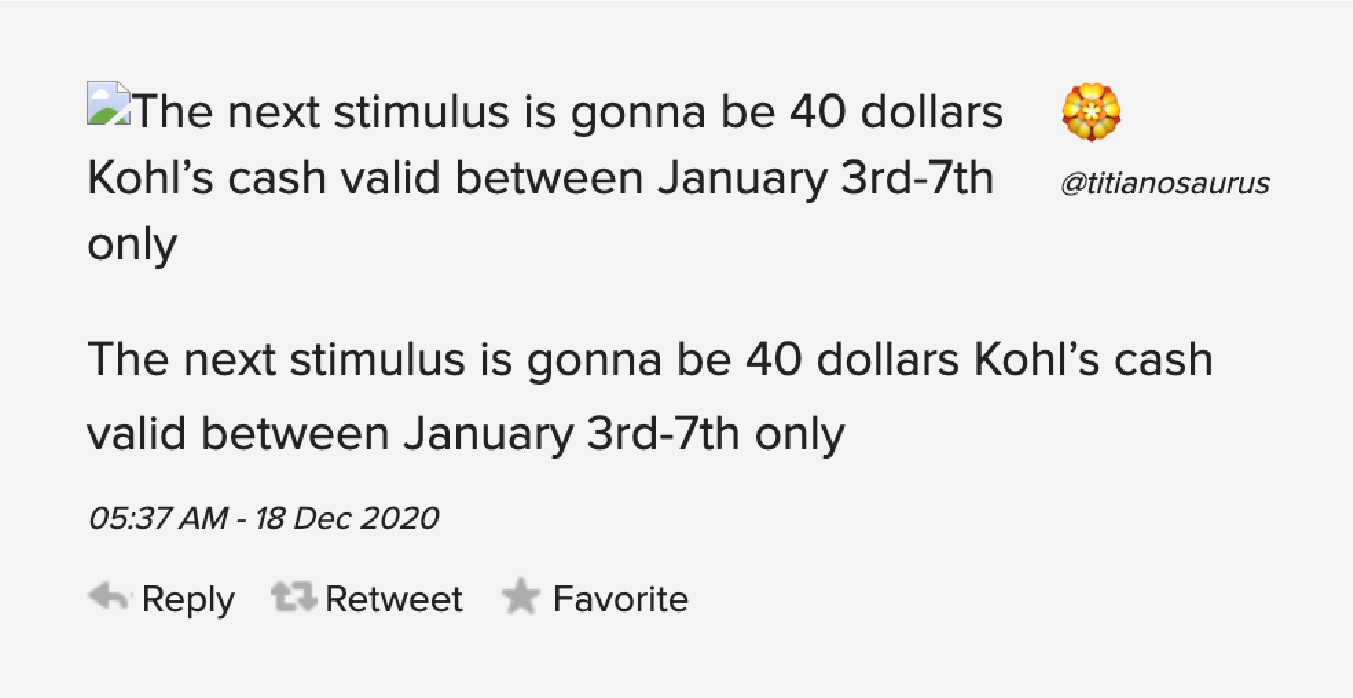 The next stimulus is gonna be 40 dollars
Kohl’s cash valid between January 3rd-7th
only
@titianosaurus
The next stimulus is gonna be 40 dollars Kohl’s cash
valid between January 3rd-7th only
05:37 AM - 18 Dec 2020
Reply Retweet Favorite